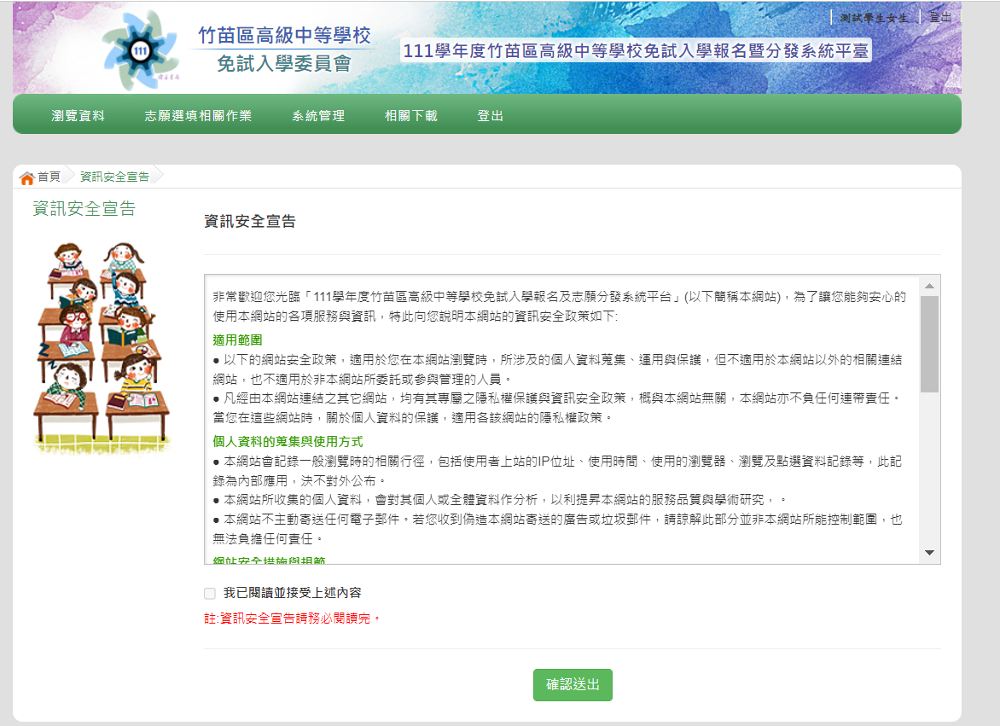 測試學生女生
登出
竹苗區高級中等學校
免試入學委員會
111
111學年度竹苗區高級中等學校免試入學報名暨分發系統平臺
瀏覽資料
志願選填相關作業
系統管理
相關下載
登出
首頁
資訊安全宣告
資訊安全宣告
資訊安全宣告
非常歡迎您光臨「111學年度竹苗區高級中等學校免試入學報名及志願分發系統平台」(以下簡稱本網站)，為了讓您能夠安心的
使用本網站的各項服務與資訊，特此向您說明本網站的資訊安全政策如下:
適用範圍
● 以下的網站安全政策，適用於您在本網站瀏覽時，所涉及的個人資料蒐集、運用與保護，但不適用於本網站以外的相關連結
網站，也不適用於非本網站所委託或參與管理的人員。
● 凡經由本網站連結之其它網站，均有其專屬之隱私權保護與資訊安全政策，概與本網站無關，本網站亦不負任何連帶責任。
當您在這些網站時，關於個人資料的保護，適用各該網站的隱私權政策。
個人資料的蒐集與使用方式
● 本網站會記錄一般瀏覽時的相關行徑，包括使用者上站的IP位址、使用時間、使用的瀏覽器、瀏覽及點選資料記錄等，此記
錄為內部應用，決不對外公布。
● 本網站所收集的個人資料，會對其個人或全體資料作分析，以利提昇本網站的服務品質與學術研究，。
● 本網站不主動寄送任何電子郵件。若您收到偽造本網站寄送的廣告或垃圾郵件，請諒解此部分並非本網站所能控制範圍，也
無法負擔任何責任。
網站安全措施與規範
我已閱讀並接受上述內容
註:資訊安全宣告請務必閱讀完。
確認送出